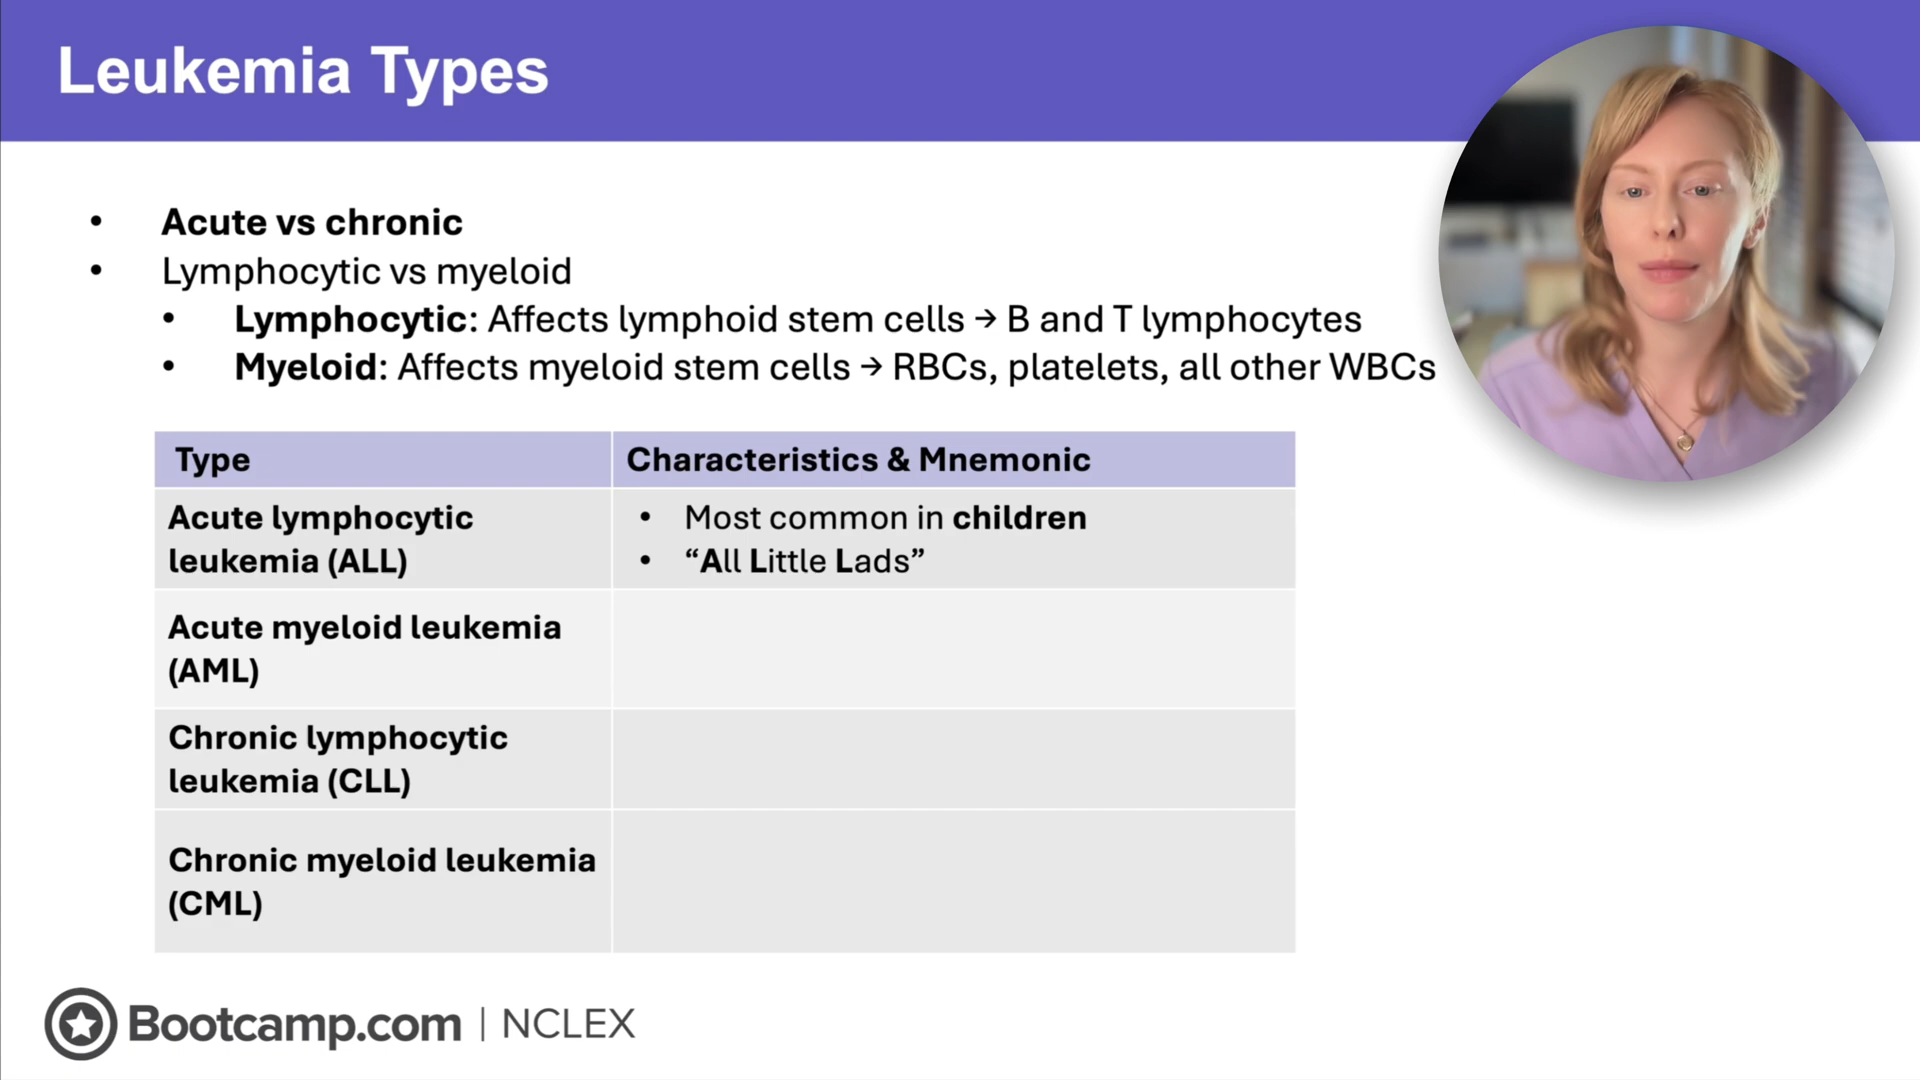 Leukemia Types
• Acute vs chronic
• Lymphocytic vs myeloid
• Lymphocytic: Affects lymphoid stem cells → B and T lymphocytes
• Myeloid: Affects myeloid stem cells → RBCs, platelets, all other WBCs
Type
Characteristics & Mnemonic
Acute lymphocytic
leukemia (ALL)
• Most common in children
• “All Little Lads”
Acute myeloid leukemia
(AML)
Chronic lymphocytic
leukemia (CLL)
Chronic myeloid leukemia
(CML)
Bootcamp.com | NCLEX